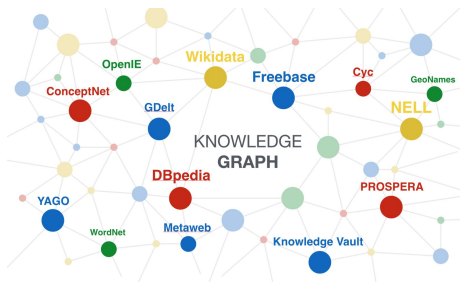 Wikidata
OpenIE
Freebase
Cyc
GeoNames
ConceptNet
GDelt
NELL
KNOWLEDGE
GRAPH
DBpedia
PROSPERA
YAGO
WordNet
Metaweb
Knowledge Vault